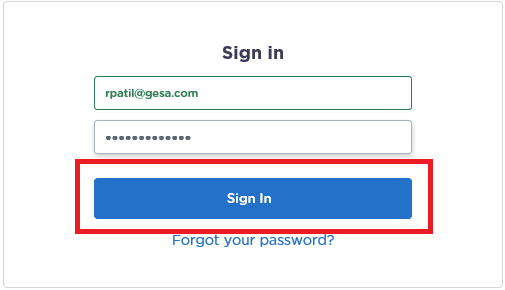 Sign in
rpatil@gesa.com
•••••••••••••
Sign In
Forgot your password?